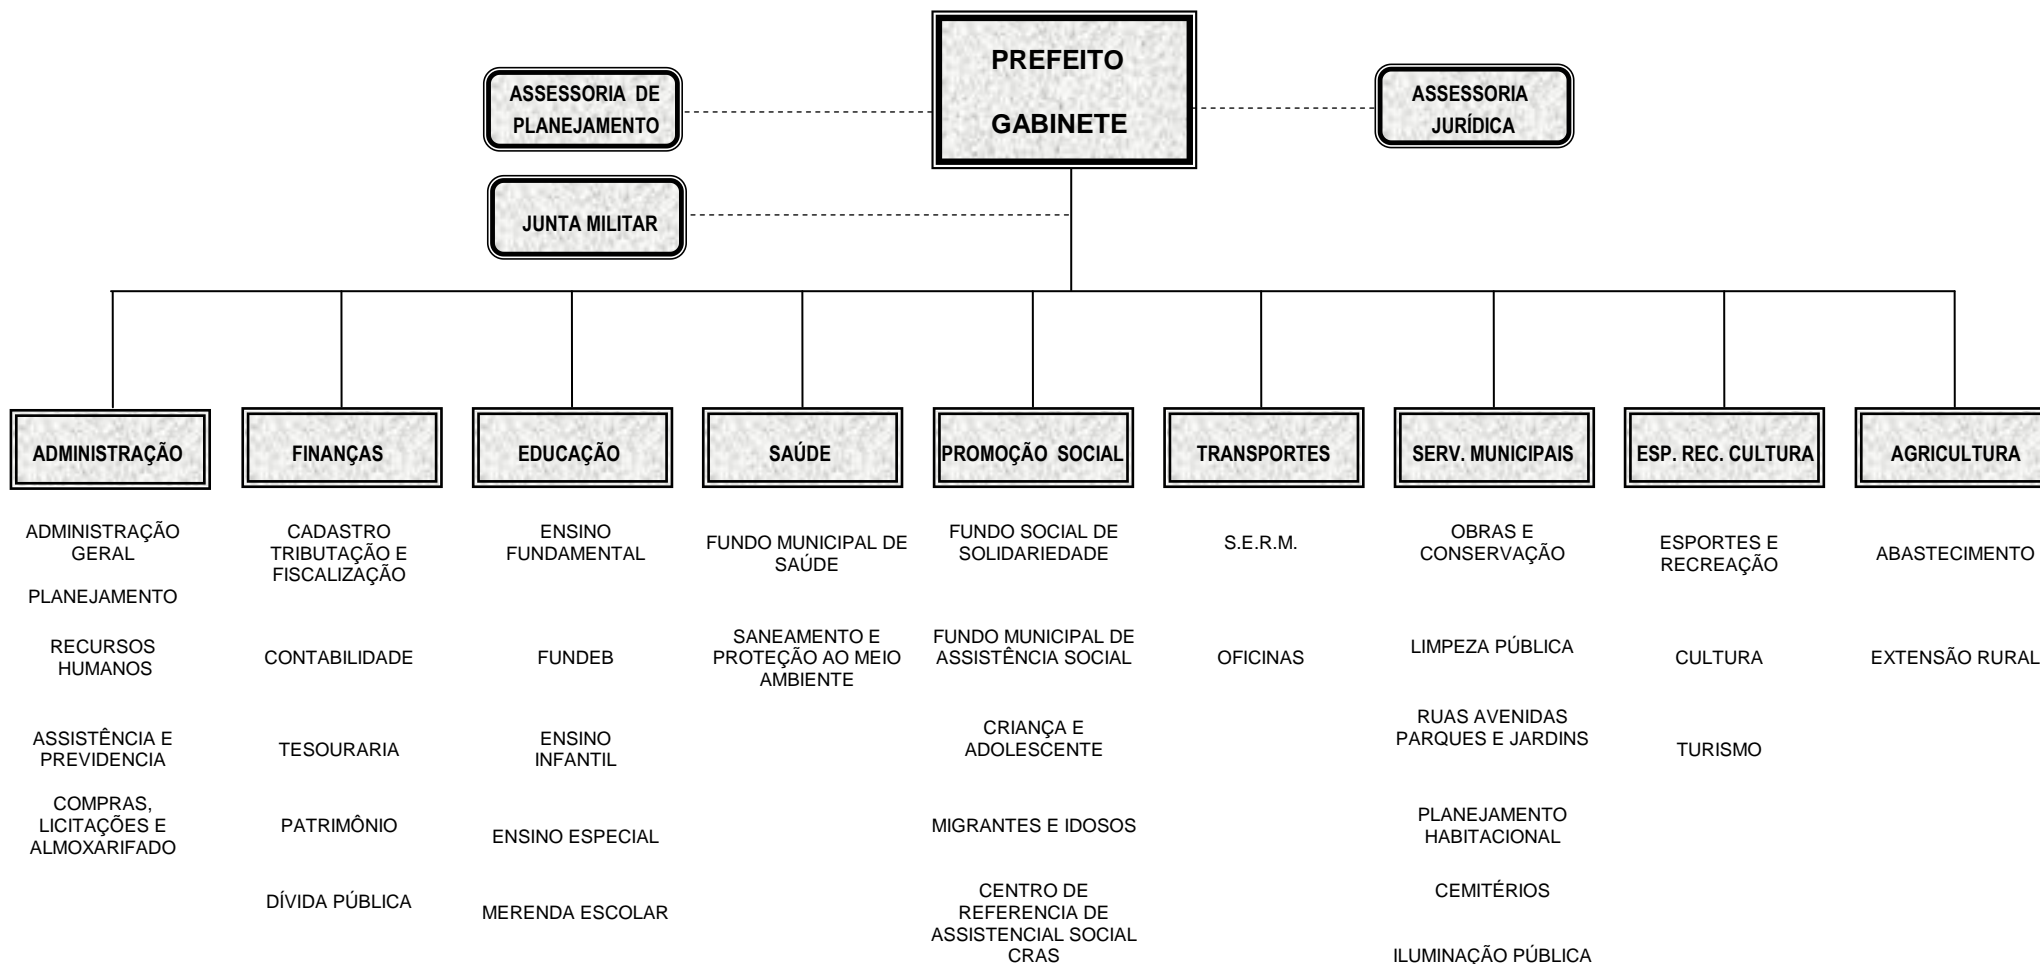 PREFEITO
GABINETE
ASSESSORIA DE
PLANEJAMENTO
ASSESSORIA
JURÍDICA
JUNTA MILITAR
ADMINISTRAÇÃO
FINANÇAS
EDUCAÇÃO
SAÚDE
PROMOÇÃO SOCIAL
TRANSPORTES
SERV. MUNICIPAIS
ESP. REC. CULTURA
AGRICULTURA
ADMINISTRAÇÃO
GERAL
PLANEJAMENTO
RECURSOS
HUMANOS
ASSISTÊNCIA E
PREVIDENCIA
COMPRAS,
LICITAÇÕES E
ALMOXARIFADO
CADASTRO
TRIBUTAÇÃO E
FISCALIZAÇÃO
CONTABILIDADE
TESOURARIA
PATRIMÔNIO
DÍVIDA PÚBLICA
ENSINO
FUNDAMENTAL
FUNDEB
ENSINO
INFANTIL
ENSINO ESPECIAL
MERENDA ESCOLAR
FUNDO MUNICIPAL DE
SAÚDE
SANEAMENTO E
PROTEÇÃO AO MEIO
AMBIENTE
FUNDO SOCIAL DE
SOLIDARIEDADE
FUNDO MUNICIPAL DE
ASSISTÊNCIA SOCIAL
CRIANÇA E
ADOLESCENTE
MIGRANTES E IDOSOS
CENTRO DE
REFERENCIA DE
ASSISTENCIAL SOCIAL
CRAS
S.E.R.M.
OFICINAS
OBRAS E
CONSERVAÇÃO
LIMPEZA PÚBLICA
RUAS AVENIDAS
PARQUES E JARDINS
PLANEJAMENTO
HABITACIONAL
CEMITÉRIOS
ILUMINAÇÃO PÚBLICA
ESPORTES E
RECREAÇÃO
CULTURA
TURISMO
ABASTECIMENTO
EXTENSÃO RURAL